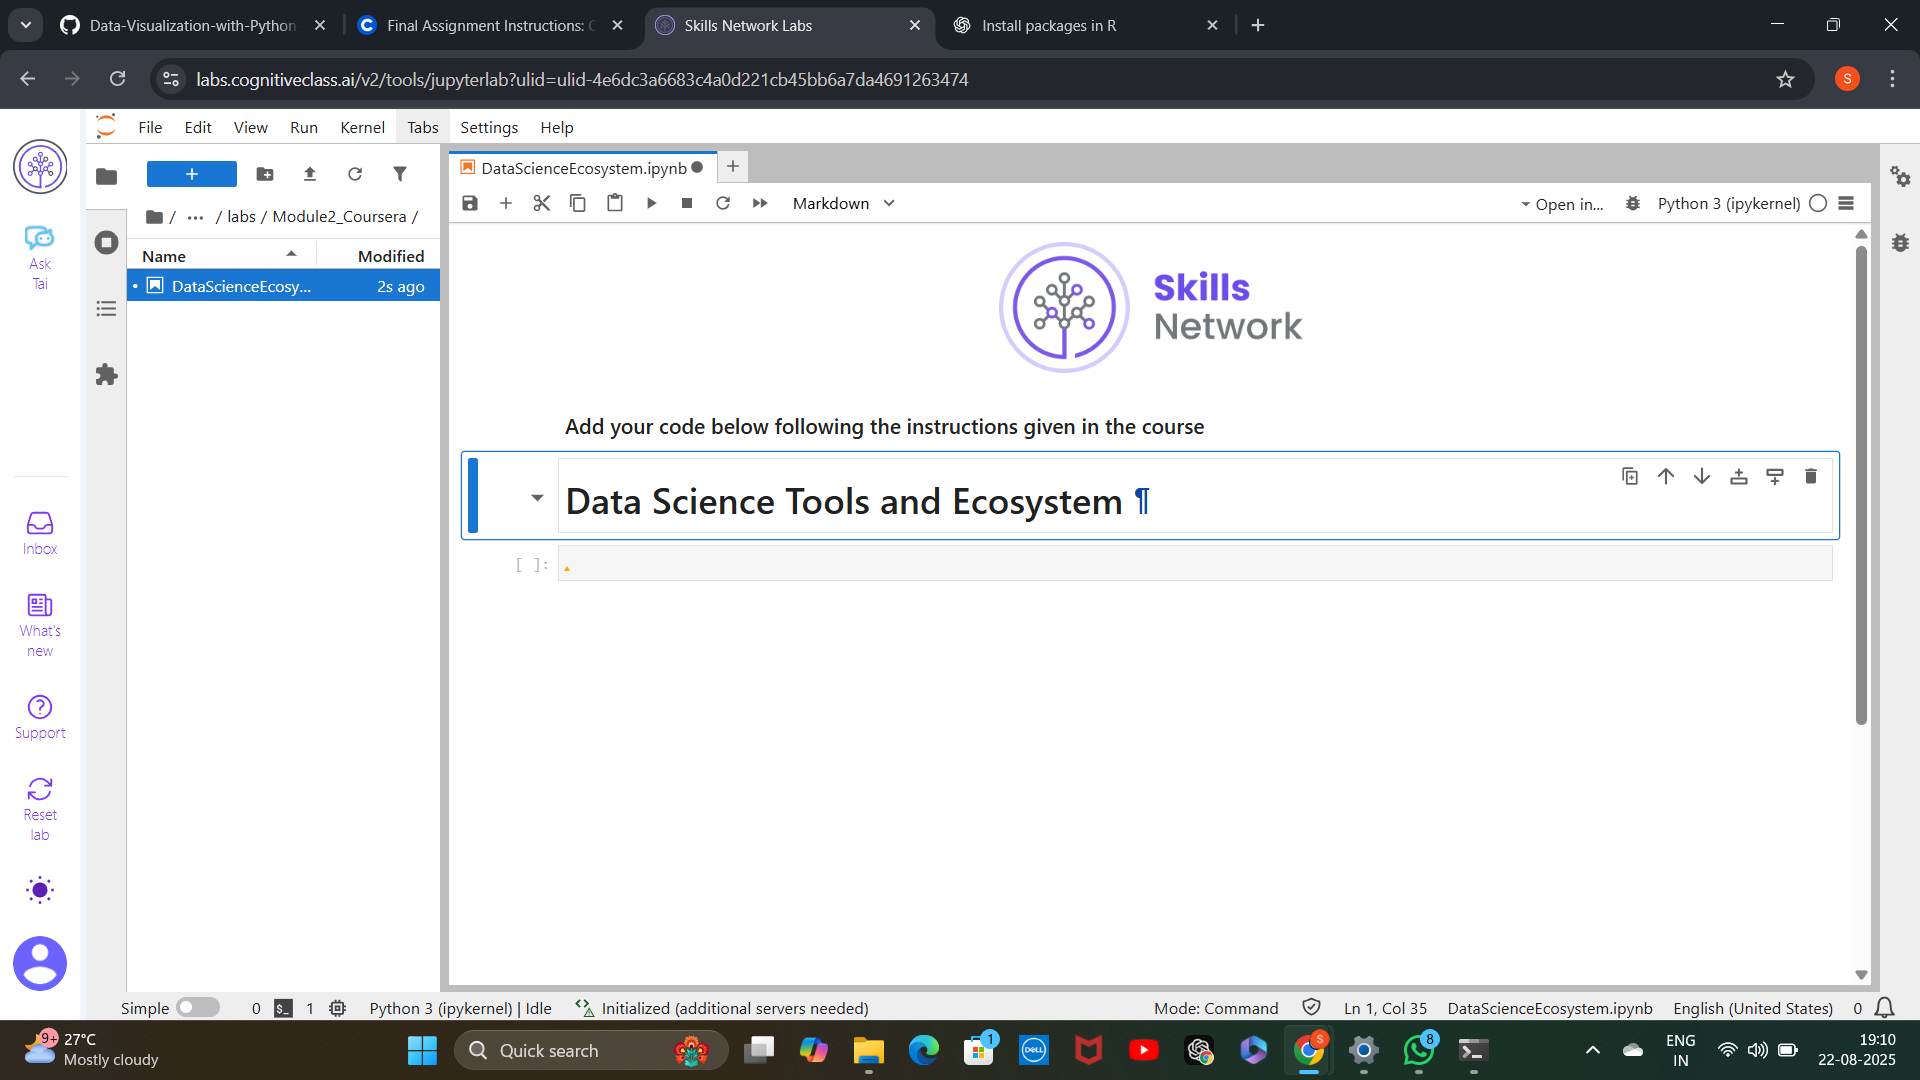 Data-Visualization-with-Python
Final Assignment Instructions: C
Skills Network Labs
Install packages in R
labs.cognitiveclass.ai/v2/tools/jupyterlab?ulid=ulid-4e6dc3a6683c4a0d221cb45bb6a7da4691263474
S
File Edit View Run Kernel Tabs Settings Help
Ask
Tai
Inbox
What's
new
Support
Reset
lab
+
/ ... / labs / Module2_Coursera /
Name Modified
DataScienceEcosy... 2s ago
DataScienceEcosystem.ipynb
Markdown
Open in...
Python 3 (ipykernel)
Skills
Network
Add your code below following the instructions given in the course
Data Science Tools and Ecosystem ¶
[ ]:
Simple 0 $_ 1 Python 3 (ipykernel) | Idle Initialized (additional servers needed) Mode: Command Ln 1, Col 35 DataScienceEcosystem.ipynb English (United States) 0
9+
27°C
Mostly cloudy
Quick search
1
DELL
S
8
ENG
IN
19:10
22-08-2025